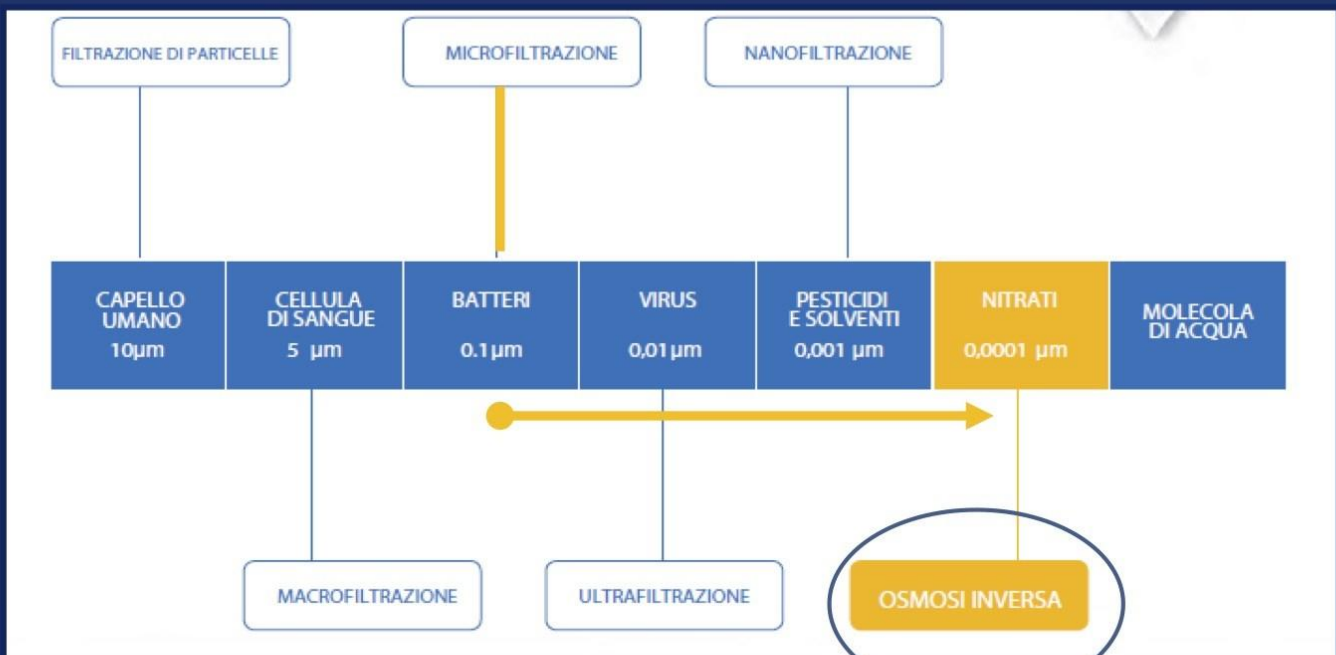 FILTRAZIONE DI PARTICELLE
MICROFILTRAZIONE
NANOFILTRAZIONE
CAPELLO
UMANO
10µm
CELLULA
DI SANGUE
5 µm
BATTERI
0.1µm
VIRUS
0,01µm
PESTICIDI
E SOLVENTI
0,001 µm
NITRATI
0,0001 µm
MOLECOLA
DI ACQUA
MACROFILTRAZIONE
ULTRAFILTRAZIONE
OSMOSI INVERSA